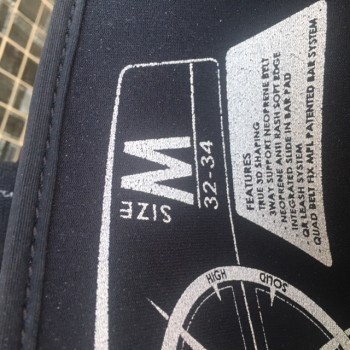 SIZE
M
32-34
FEATURES
• TRUE 3D SHAPING
• 3WAY SUPPORT NEOPRENE BELT
• NEOPRENE ANTI RASH SOFT EDGE
• INTEGRATED SLIDE IN BAR PAD
• QR LEASH SYSTEM
• QUAD BELT FIX MPL PATENTED BAR SYSTEM
HIGH
SOLID